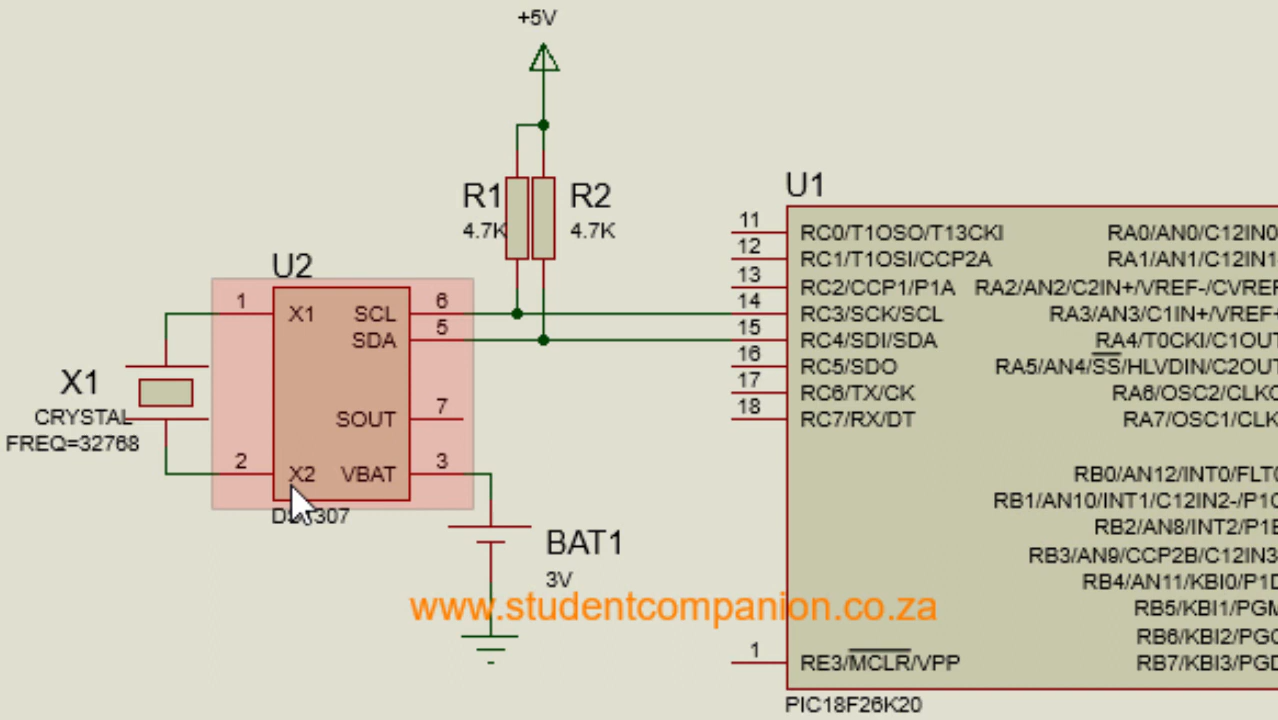 +5V
R1
4.7K
R2
4.7K
U2
1
X1
SCL
6
SDA
5
SOUT
7
2
X2
VBAT
3
X1
CRYSTAL
FREQ=32768
BAT1
3V
www.studentcompanion.co.za
U1
11 RC0/T1OSO/T13CKI RA0/AN0/C12IN0
12 RC1/T1OSI/CCP2A RA1/AN1/C12IN1
13 RC2/CCP1/P1A RA2/AN2/C2IN+/VREF-/CVREF
14 RC3/SCK/SCL RA3/AN3/C1IN+/VREF+
15 RC4/SDI/SDA RA4/T0CKI/C1OUT
16 RC5/SDO RA5/AN4/SS/HLVDIN/C2OUT
17 RC6/TX/CK RA6/OSC2/CLKO
18 RC7/RX/DT RA7/OSC1/CLK
RB0/AN12/INT0/FLT0
RB1/AN10/INT1/C12IN2-/P1C
RB2/AN8/INT2/P1B
RB3/AN9/CCP2B/C12IN3
RB4/AN11/KBI0/P1D
RB5/KBI1/PGM
RB6/KBI2/PGC
1 RE3/MCLR/VPP RB7/KBI3/PGD
PIC18F26K20